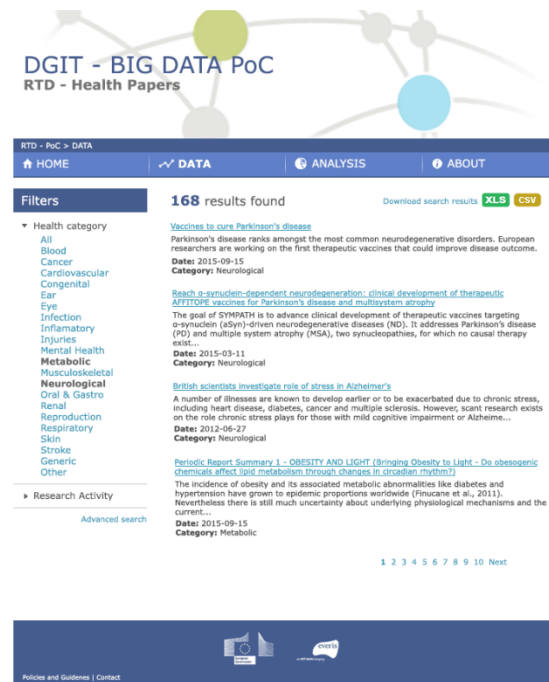 DGIT - BIG DATA PoC
RTD - Health Papers
RTD - PoC > DATA
HOME
DATA
ANALYSIS
ABOUT
Filters
Health category
All
Blood
Cancer
Cardiovascular
Congenital
Ear
Eye
Infection
Inflamatory
Injuries
Mental Health
Metabolic
Musculoskeletal
Neurological
Oral & Gastro
Renal
Reproduction
Respiratory
Skin
Stroke
Generic
Other
Research Activity
Advanced search
168 results found
Download search results XLS CSV
Vaccines to cure Parkinson's disease
Parkinson's disease ranks amongst the most common neurodegenerative disorders. European
researchers are working on the first therapeutic vaccines that could improve disease outcome.
Date: 2015-09-15
Category: Neurological
Reach α-synuclein-dependent neurodegeneration: clinical development of therapeutic
AFFITOPE vaccines for Parkinson's disease and multisystem atrophy
The goal of SYMPATH is to advance clinical development of therapeutic vaccines targeting
α-synuclein (aSyn)-driven neurodegenerative diseases (ND). It addresses Parkinson's disease
(PD) and multiple system atrophy (MSA), two synucleopathies, for which no causal therapy
exist...
Date: 2015-03-11
Category: Neurological
British scientists investigate role of stress in Alzheimer's
A number of illnesses are known to develop earlier or to be exacerbated due to chronic stress,
including heart disease, diabetes, cancer and multiple sclerosis. However, scant research exists
on the role chronic stress plays for those with mild cognitive impairment or Alzheime...
Date: 2012-06-27
Category: Neurological
Periodic Report Summary 1 - OBESITY AND LIGHT (Bringing Obesity to Light - Do obesogenic
chemicals affect lipid metabolism through changes in circadian rhythm?)
The incidence of obesity and its associated metabolic abnormalities like diabetes and
hypertension have grown to epidemic proportions worldwide (Finucane et al., 2011).
Nevertheless there is still much uncertainty about underlying physiological mechanisms and the
current...
Date: 2015-09-15
Category: Metabolic
1 2 3 4 5 6 7 8 9 10 Next
European
Commission
everis
Policies and Guidenes | Contact